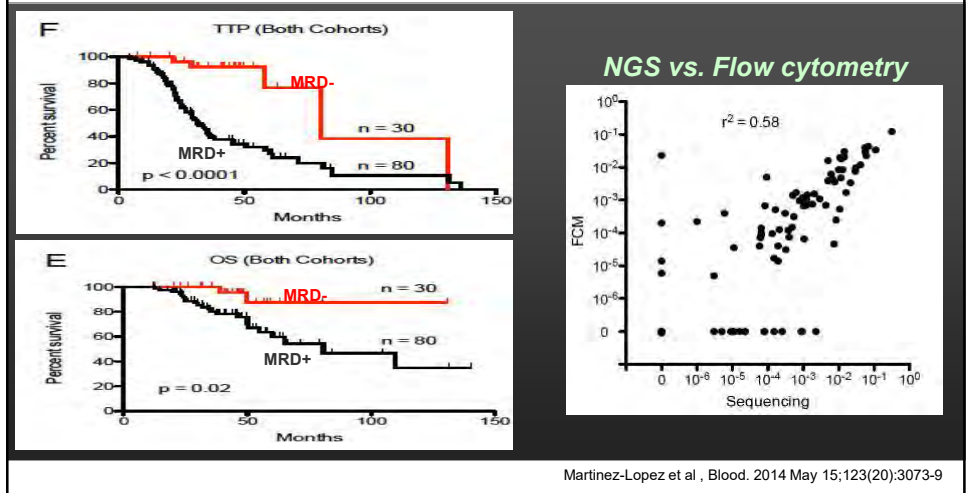 F
TTP (Both Cohorts)
Percent survival
100
80
60
40
20
0
MRD-
n = 30
MRD+
n = 80
p < 0.0001
0
50
100
150
Months
E
OS (Both Cohorts)
Percent survival
100
80
60
40
20
0
MRD-
n = 30
n = 80
MRD+
p = 0.02
0
50
100
Months
NGS vs. Flow cytometry
r² = 0.58
FCM
10⁰
10⁻¹
10⁻²
10⁻³
10⁻⁴
10⁻⁵
10⁻⁶
0
0 10⁻⁶ 10⁻⁵ 10⁻⁴ 10⁻³ 10⁻² 10⁻¹ 10⁰
Sequencing
Martinez-Lopez et al , Blood. 2014 May 15;123(20):3073-9